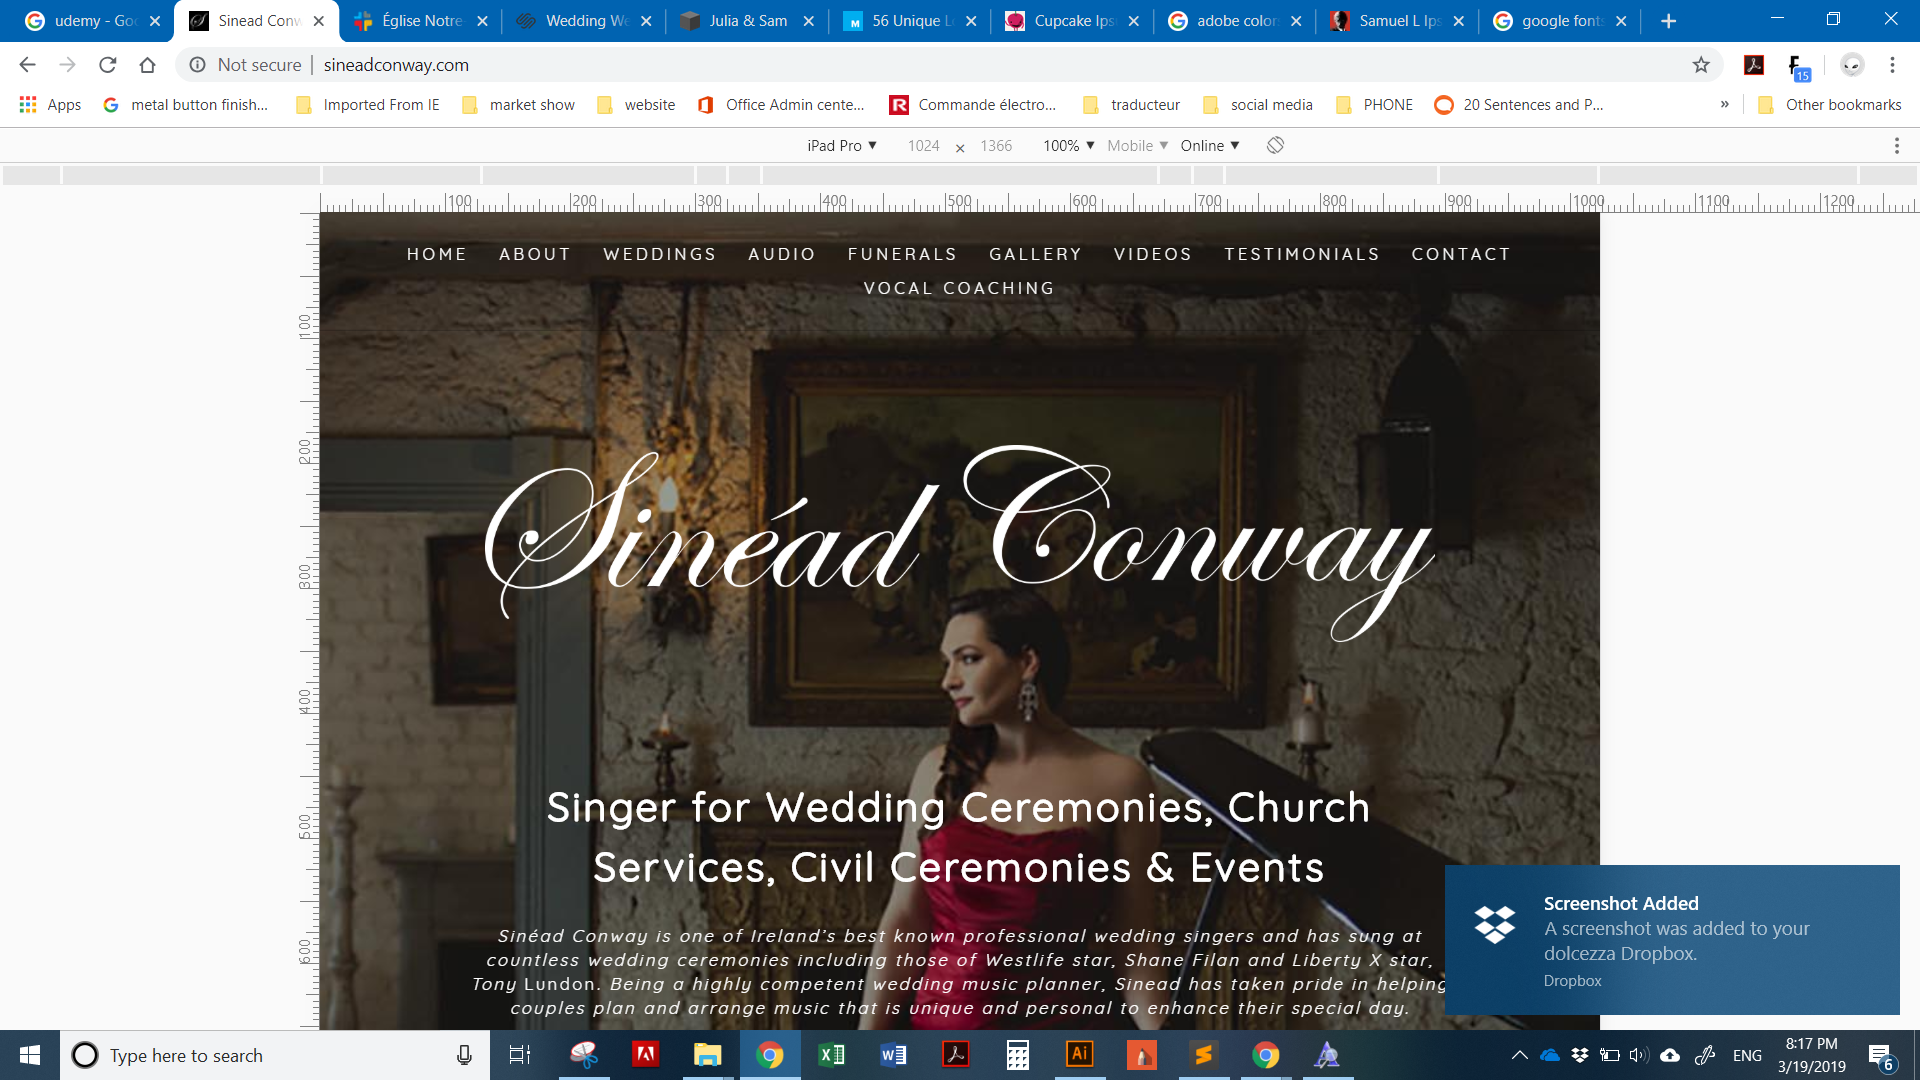 udemy - Goo
Sinead Conw
Église Notre-
Wedding We
Julia & Sam
56 Unique Lo
Cupcake Ips
adobe color
Samuel L Ips
google fonts
Not secure
sineadconway.com
15
Apps
metal button finish...
Imported From IE
market show
website
Office Admin cente...
Commande électro...
traducteur
social media
PHONE
20 Sentences and P...
»
Other bookmarks
iPad Pro ▼
1024 × 1366
100% ▼
Mobile ▼
Online ▼
100 200 300 400 500 600 700 800 900 1000 1100 1200
100
200
300
400
500
600
HOME ABOUT WEDDINGS AUDIO FUNERALS GALLERY VIDEOS TESTIMONIALS CONTACT
VOCAL COACHING
Sinéad Conway
Singer for Wedding Ceremonies, Church
Services, Civil Ceremonies & Events
Sinéad Conway is one of Ireland’s best known professional wedding singers and has sung at
countless wedding ceremonies including those of Westlife star, Shane Filan and Liberty X star,
Tony Lundon. Being a highly competent wedding music planner, Sinead has taken pride in helping
couples plan and arrange music that is unique and personal to enhance their special day.
Screenshot Added
A screenshot was added to your
dolcezza Dropbox.
Dropbox
Type here to search
ENG
8:17 PM
3/19/2019
6